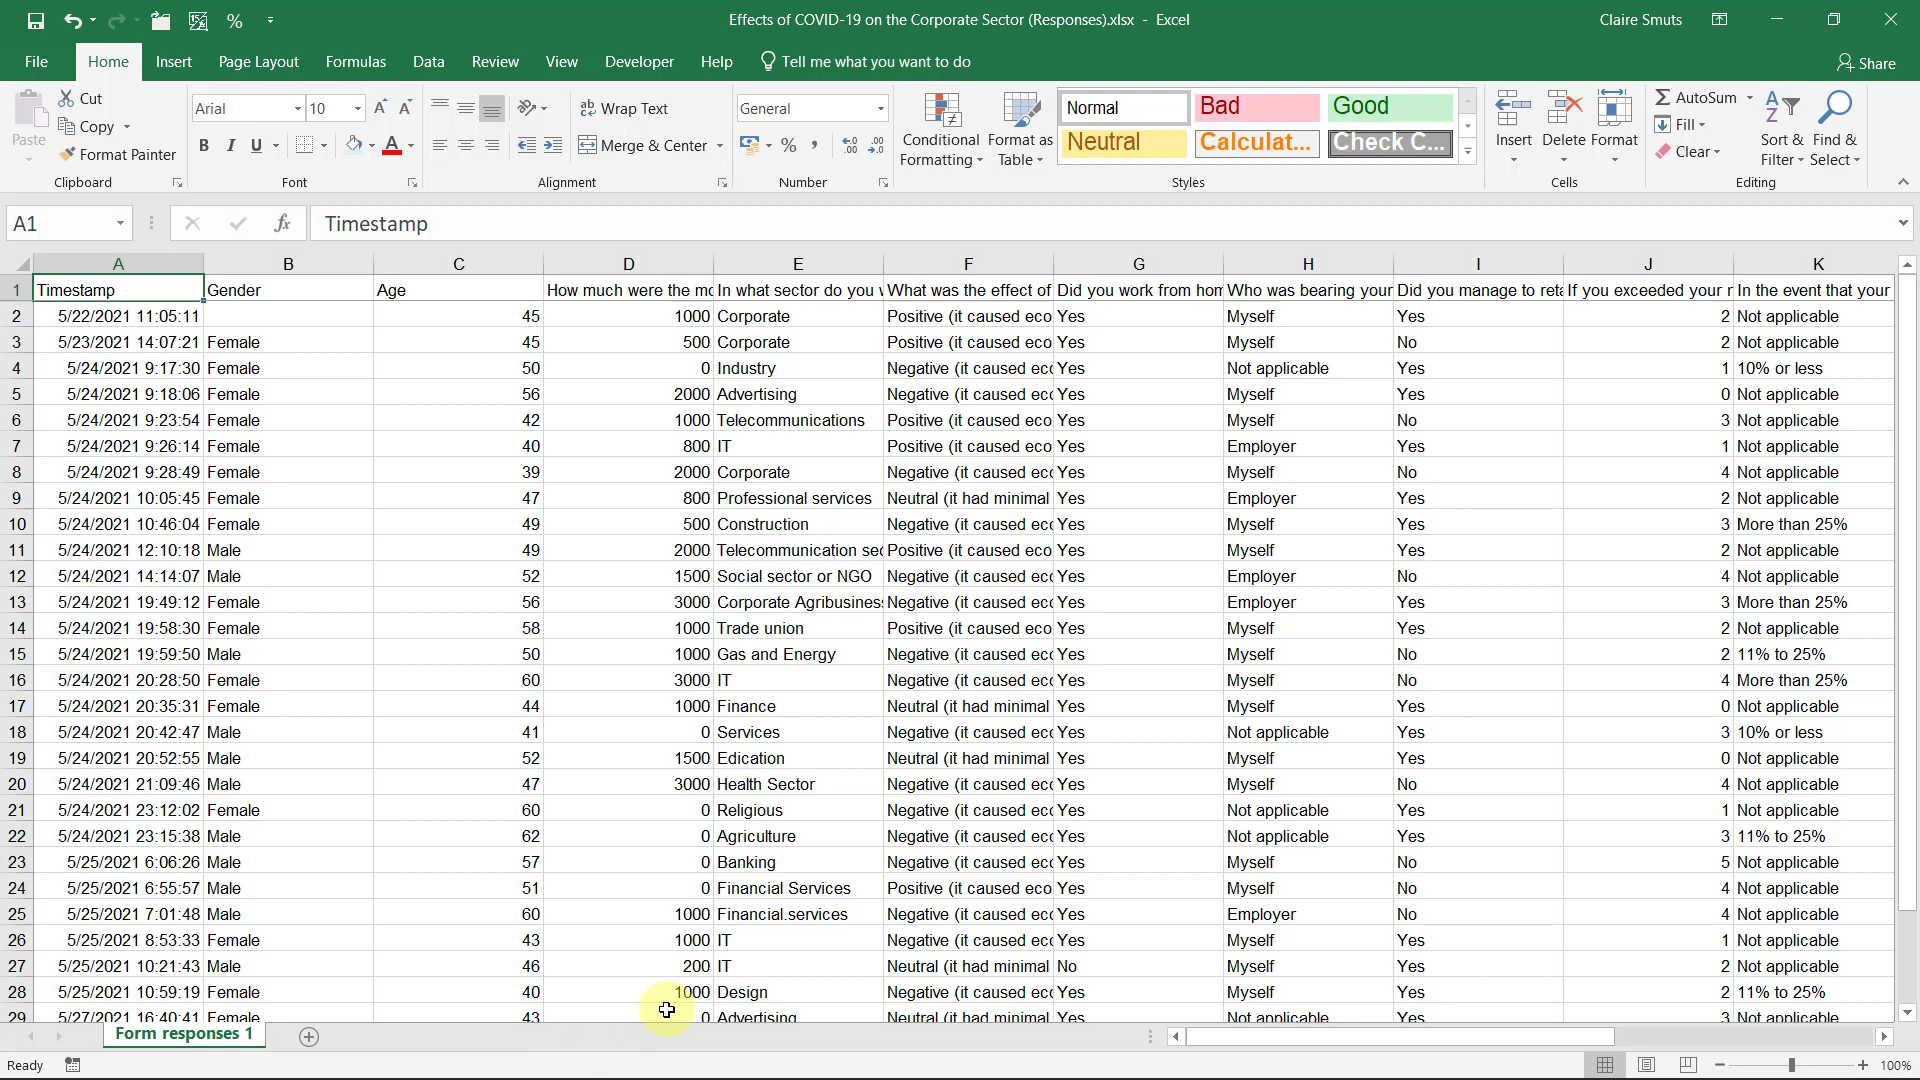 Effects of COVID-19 on the Corporate Sector (Responses).xlsx - Excel
Claire Smuts
File Home Insert Page Layout Formulas Data Review View Developer Help Tell me what you want to do Share
Paste Cut Copy Format Painter Clipboard
Arial 10 B I U A Font
Wrap Text Merge & Center Alignment
General % , Number
Conditional Formatting Format as Table
Normal Bad Good
Neutral Calculat... Check C...
Styles
Insert Delete Format Cells
AutoSum Fill Clear Sort & Filter Find & Select Editing
A1 fx Timestamp
A B C D E F G H I J K
1 Timestamp Gender Age How much were the mo In what sector do you w What was the effect of Did you work from hom Who was bearing your Did you manage to reta If you exceeded your r In the event that your
2 5/22/2021 11:05:11 45 1000 Corporate Positive (it caused eco Yes Myself Yes 2 Not applicable
3 5/23/2021 14:07:21 Female 45 500 Corporate Positive (it caused eco Yes Myself No 2 Not applicable
4 5/24/2021 9:17:30 Female 50 0 Industry Negative (it caused ecc Yes Not applicable Yes 1 10% or less
5 5/24/2021 9:18:06 Female 56 2000 Advertising Negative (it caused ecc Yes Myself Yes 0 Not applicable
6 5/24/2021 9:23:54 Female 42 1000 Telecommunications Positive (it caused eco Yes Myself No 3 Not applicable
7 5/24/2021 9:26:14 Female 40 800 IT Positive (it caused eco Yes Employer Yes 1 Not applicable
8 5/24/2021 9:28:49 Female 39 2000 Corporate Negative (it caused ecc Yes Myself No 4 Not applicable
9 5/24/2021 10:05:45 Female 47 800 Professional services Neutral (it had minimal Yes Employer Yes 2 Not applicable
10 5/24/2021 10:46:04 Female 49 500 Construction Negative (it caused ecc Yes Myself Yes 3 More than 25%
11 5/24/2021 12:10:18 Male 49 2000 Telecommunication sec Positive (it caused eco Yes Myself Yes 2 Not applicable
12 5/24/2021 14:14:07 Male 52 1500 Social sector or NGO Negative (it caused ecc Yes Employer No 4 Not applicable
13 5/24/2021 19:49:12 Female 56 3000 Corporate Agribusiness Negative (it caused ecc Yes Employer Yes 3 More than 25%
14 5/24/2021 19:58:30 Female 58 1000 Trade union Positive (it caused eco Yes Myself Yes 2 Not applicable
15 5/24/2021 19:59:50 Male 50 1000 Gas and Energy Negative (it caused ecc Yes Myself No 2 11% to 25%
16 5/24/2021 20:28:50 Female 60 3000 IT Negative (it caused ecc Yes Myself No 4 More than 25%
17 5/24/2021 20:35:31 Female 44 1000 Finance Neutral (it had minimal Yes Myself Yes 0 Not applicable
18 5/24/2021 20:42:47 Male 41 0 Services Negative (it caused ecc Yes Not applicable Yes 3 10% or less
19 5/24/2021 20:52:55 Male 52 1500 Edication Neutral (it had minimal Yes Myself Yes 0 Not applicable
20 5/24/2021 21:09:46 Male 47 3000 Health Sector Negative (it caused ecc Yes Myself No 4 Not applicable
21 5/24/2021 23:12:02 Female 60 0 Religious Negative (it caused ecc Yes Not applicable Yes 1 Not applicable
22 5/24/2021 23:15:38 Male 62 0 Agriculture Negative (it caused ecc Yes Not applicable Yes 3 11% to 25%
23 5/25/2021 6:06:26 Male 57 0 Banking Negative (it caused ecc Yes Myself No 5 Not applicable
24 5/25/2021 6:55:57 Male 51 0 Financial Services Positive (it caused eco Yes Myself No 4 Not applicable
25 5/25/2021 7:01:48 Male 60 1000 Financial.services Negative (it caused ecc Yes Employer No 4 Not applicable
26 5/25/2021 8:53:33 Female 43 1000 IT Negative (it caused ecc Yes Myself Yes 1 Not applicable
27 5/25/2021 10:21:43 Male 46 200 IT Neutral (it had minimal No Myself Yes 2 Not applicable
28 5/25/2021 10:59:19 Female 40 1000 Design Negative (it caused ecc Yes Myself Yes 2 11% to 25%
29 5/27/2021 16:40:41 Female 43 0 Advertising Neutral (it had minimal Yes Not applicable Yes 3 Not applicable
Form responses 1
Ready 100%